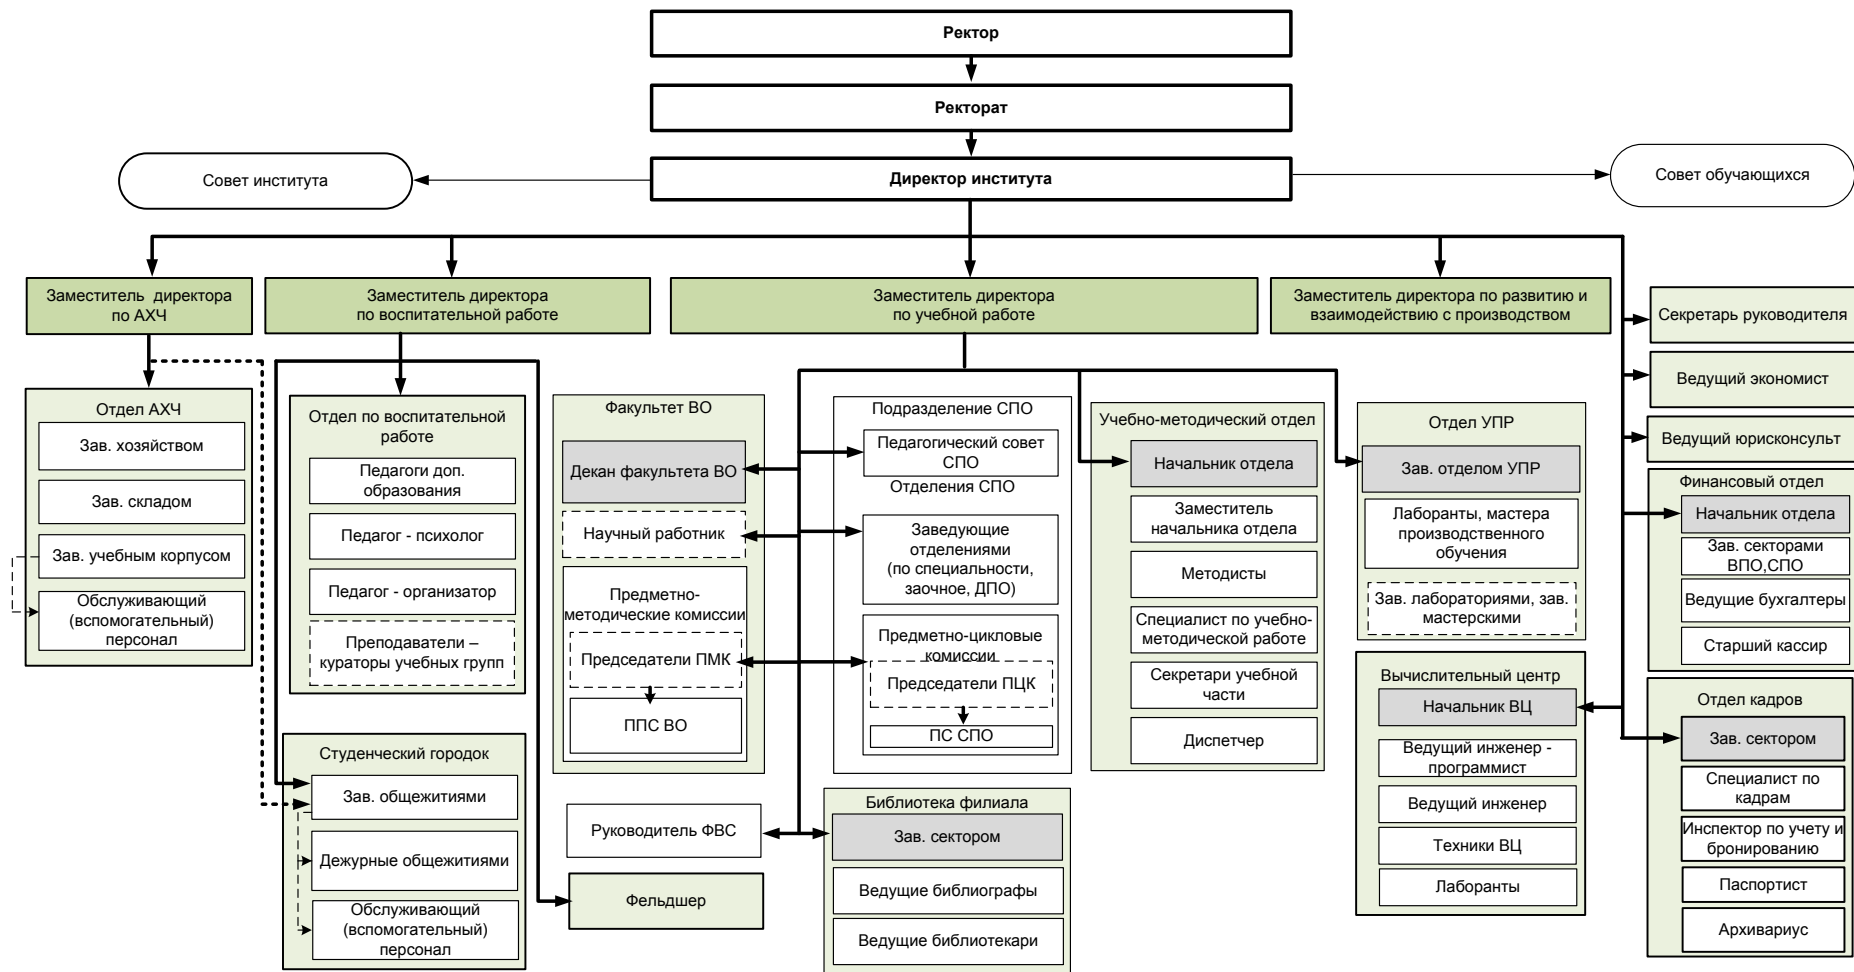 Ректор
Ректорат
Директор института
Совет института
Совет обучающихся
Заместитель директора
по АХЧ
Заместитель директора
по воспитательной работе
Заместитель директора
по учебной работе
Заместитель директора по развитию и
взаимодействию с производством
Секретарь руководителя
Ведущий экономист
Ведущий юрисконсульт
Отдел АХЧ
Зав. хозяйством
Зав. складом
Зав. учебным корпусом
Обслуживающий
(вспомогательный)
персонал
Отдел по воспитательной
работе
Педагоги доп.
образования
Педагог - психолог
Педагог - организатор
Преподаватели –
кураторы учебных групп
Студенческий городок
Зав. общежитиями
Дежурные общежитиями
Обслуживающий
(вспомогательный)
персонал
Факультет ВО
Декан факультета ВО
Научный работник
Предметно-
методические комиссии
Председатели ПМК
ППС ВО
Руководитель ФВС
Фельдшер
Подразделение СПО
Педагогический совет
СПО
Отделения СПО
Заведующие
отделениями
(по специальности,
заочное, ДПО)
Предметно-цикловые
комиссии
Председатели ПЦК
ПС СПО
Библиотека филиала
Зав. сектором
Ведущие библиографы
Ведущие библиотекари
Учебно-методический отдел
Начальник отдела
Заместитель
начальника отдела
Методисты
Специалист по учебно-
методической работе
Секретари учебной
части
Диспетчер
Отдел УПР
Зав. отделом УПР
Лаборанты, мастера
производственного
обучения
Зав. лабораториями, зав.
мастерскими
Вычислительный центр
Начальник ВЦ
Ведущий инженер -
программист
Ведущий инженер
Техники ВЦ
Лаборанты
Финансовый отдел
Начальник отдела
Зав. секторами
ВПО,СПО
Ведущие бухгалтеры
Старший кассир
Отдел кадров
Зав. сектором
Специалист по
кадрам
Инспектор по учету и
бронированию
Паспортист
Архивариус